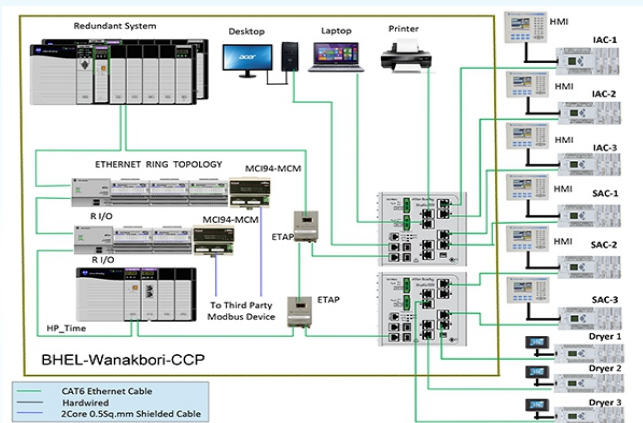 Redundant System
Desktop
Laptop
Printer
HMI
IAC-1
HMI
IAC-2
HMI
IAC-3
HMI
SAC-1
HMI
SAC-2
HMI
SAC-3
Dryer 1
Dryer 2
Dryer 3
acer
ETHERNET RING TOPOLOGY
MCI94-MCM
R I/O
MCI94-MCM
R I/O
ETAP
ETAP
To Third Party
Modbus Device
HP_Time
BHEL-Wanakbori-CCP
CAT6 Ethernet Cable
Hardwired
2Core 0.5Sq.mm Shielded Cable